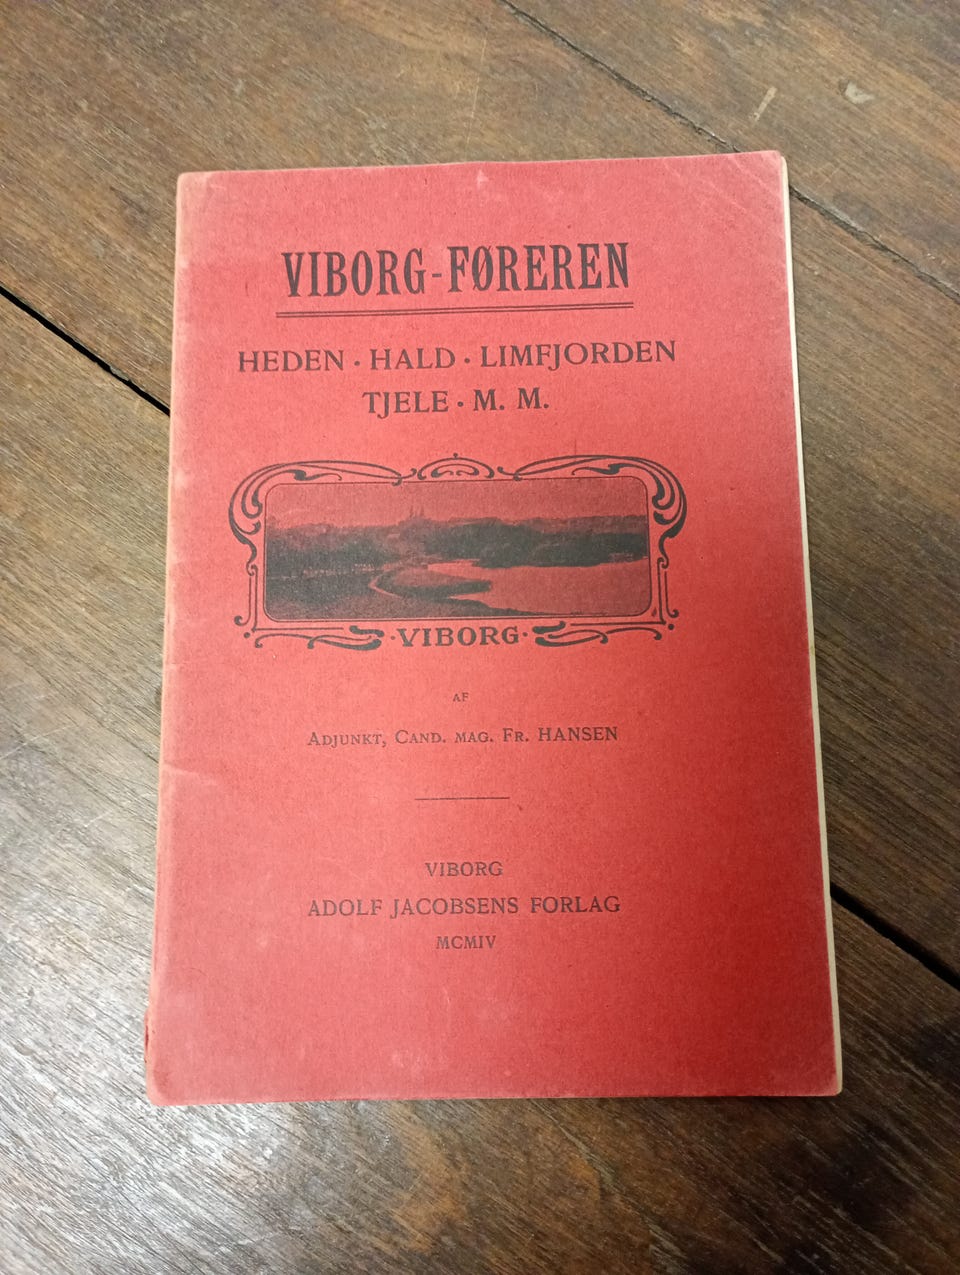 VIBORG-FØREREN
HEDEN · HALD · LIMFJORDEN
TJELE · M. M.
·VIBORG·
AF
ADJUNKT, CAND. MAG. FR. HANSEN
VIBORG
ADOLF JACOBSENS FORLAG
MCMIV